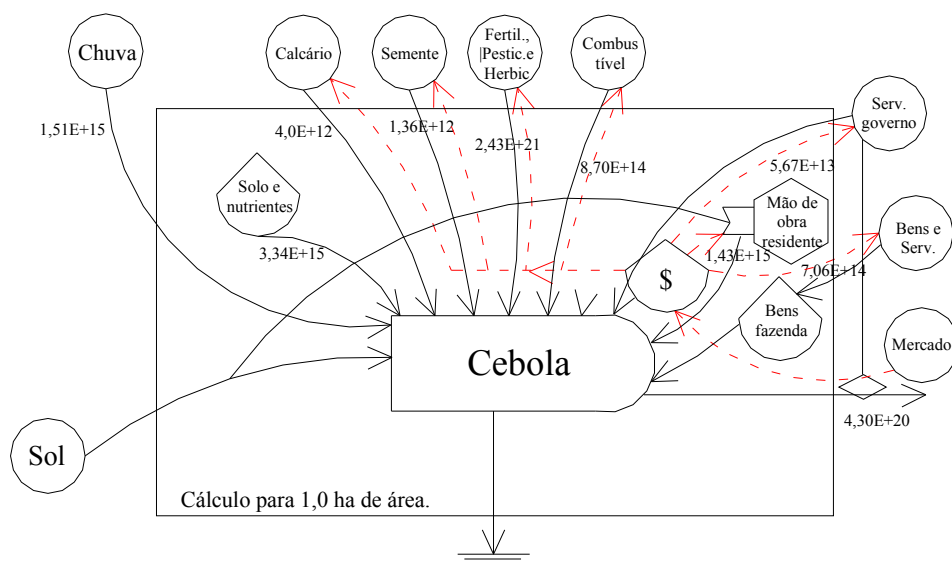 Chuva
Calcário
Semente
Fertil.,
|Pestic.e
Herbic
Combus
tível
1,51E+15
4,0E+12
1,36E+12
2,43E+21
8,70E+14
Serv.
governo
5,67E+13
Solo e
nutrientes
3,34E+15
Mão de
obra
residente
1,43E+15
Bens e
Serv.
7,06E+14
$
Bens
fazenda
Mercado
Cebola
4,30E+20
Sol
Cálculo para 1,0 ha de área.